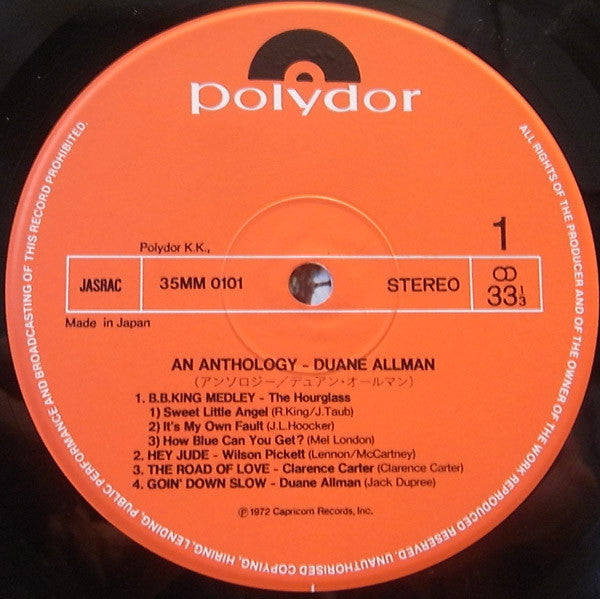 polydor
1
Polydor K.K.,
JASRAC
35MM 0101
STEREO
33 1/3
Made in Japan
AN ANTHOLOGY - DUANE ALLMAN
(アンソロジー/デュアン・オールマン)
1. B.B.KING MEDLEY - The Hourglass
1) Sweet Little Angel (R.King/J.Taub)
2) It's My Own Fault (J.L.Hoocker)
3) How Blue Can You Get? (Mel London)
2. HEY JUDE - Wilson Pickett (Lennon/McCartney)
3. THE ROAD OF LOVE - Clarence Carter (Clarence Carter)
4. GOIN' DOWN SLOW - Duane Allman (Jack Dupree)
℗ 1972 Capricorn Records, Inc.
ALL RIGHTS OF THE PRODUCER AND OF THE OWNER OF THE WORK REPRODUCED RESERVED. UNAUTHORISED COPYING, HIRING, LENDING, PUBLIC PERFORMANCE AND BROADCASTING OF THIS RECORD PROHIBITED.